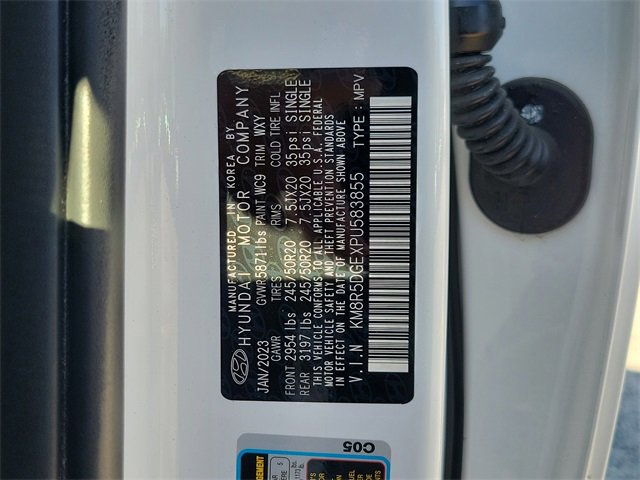 MANUFACTURED IN KOREA BY
HYUNDAI MOTOR COMPANY
JAN/2023 GVWR 5871lbs PAINT WC9 TRIM WXY
GAWR TIRES RIMS COLD TIRE INFL
FRONT 2954 lbs 245/50R20 7.5JX20 35psi SINGLE
REAR 3197 lbs 245/50R20 7.5JX20 35psi SINGLE
THIS VEHICLE CONFORMS TO ALL APPLICABLE U.S.A. FEDERAL
MOTOR VEHICLE SAFETY AND THEFT PREVENTION STANDARDS
IN EFFECT ON THE DATE OF MANUFACTURE SHOWN ABOVE
V.I.N KM8R5DGEXPU583855 TYPE : MPV
C05